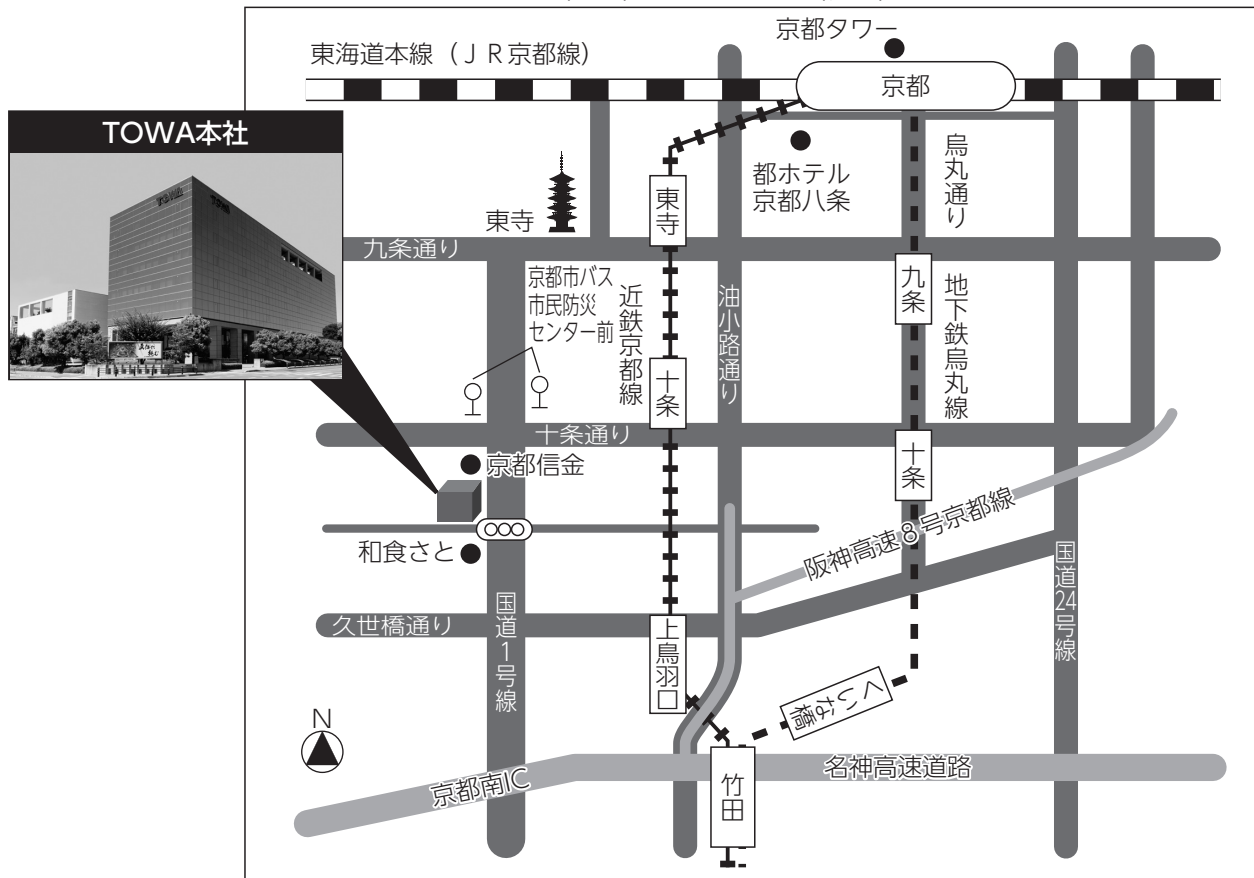 京都タワー
東海道本線（ＪＲ京都線）
京都
TOWA本社
TOWA
TOWA
東寺
都ホテル
京都八条
烏丸通り
東寺
九条通り
京都市バス
市民防災
センター前
近鉄京都線
油小路通り
九条
地下鉄烏丸線
十条
十条通り
十条
京都信金
阪神高速８号京都線
和食さと
国道24号線
久世橋通り
国道1号線
上鳥羽口
くいな橋
N
名神高速道路
京都南IC
竹田